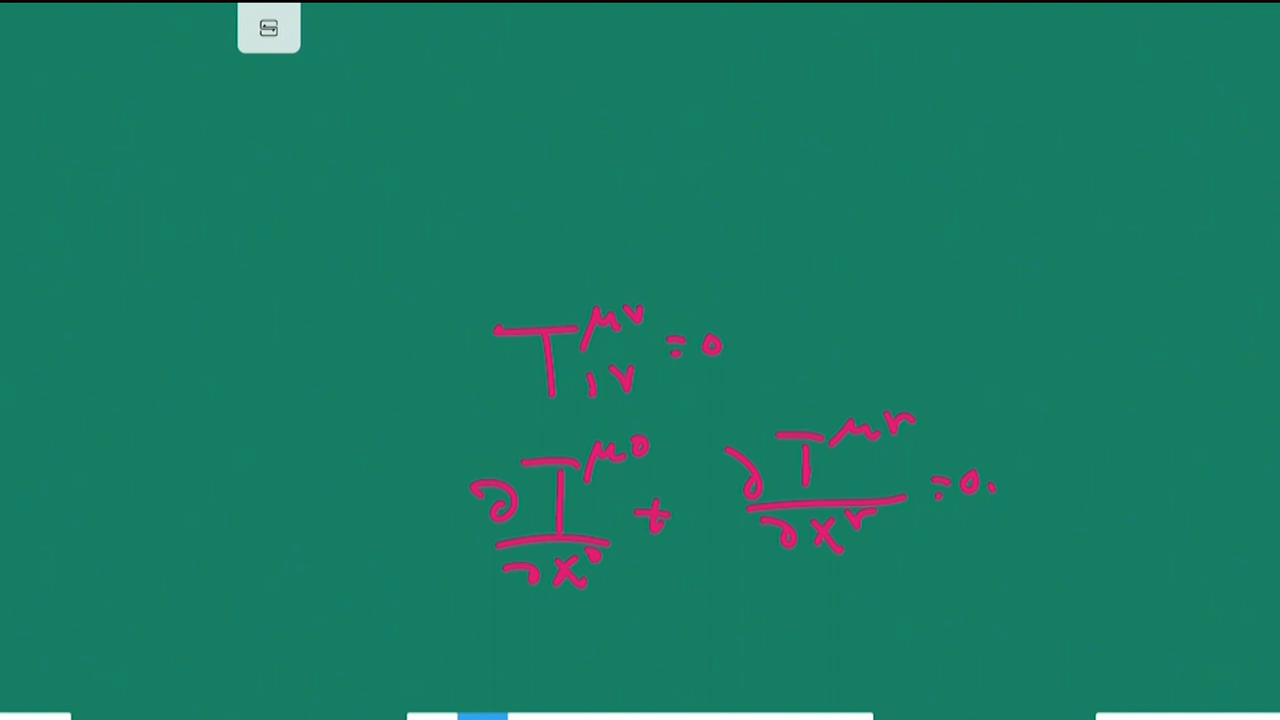 T^{μν}_{,ν} = 0
∂T^{μ0}/∂x^0 + ∂T^{μr}/∂x^r = 0.